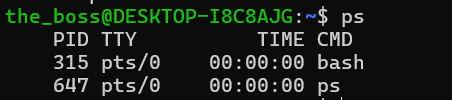 the_boss@DESKTOP-I8C8AJG:~$ ps
PID TTY TIME CMD
315 pts/0 00:00:00 bash
647 pts/0 00:00:00 ps